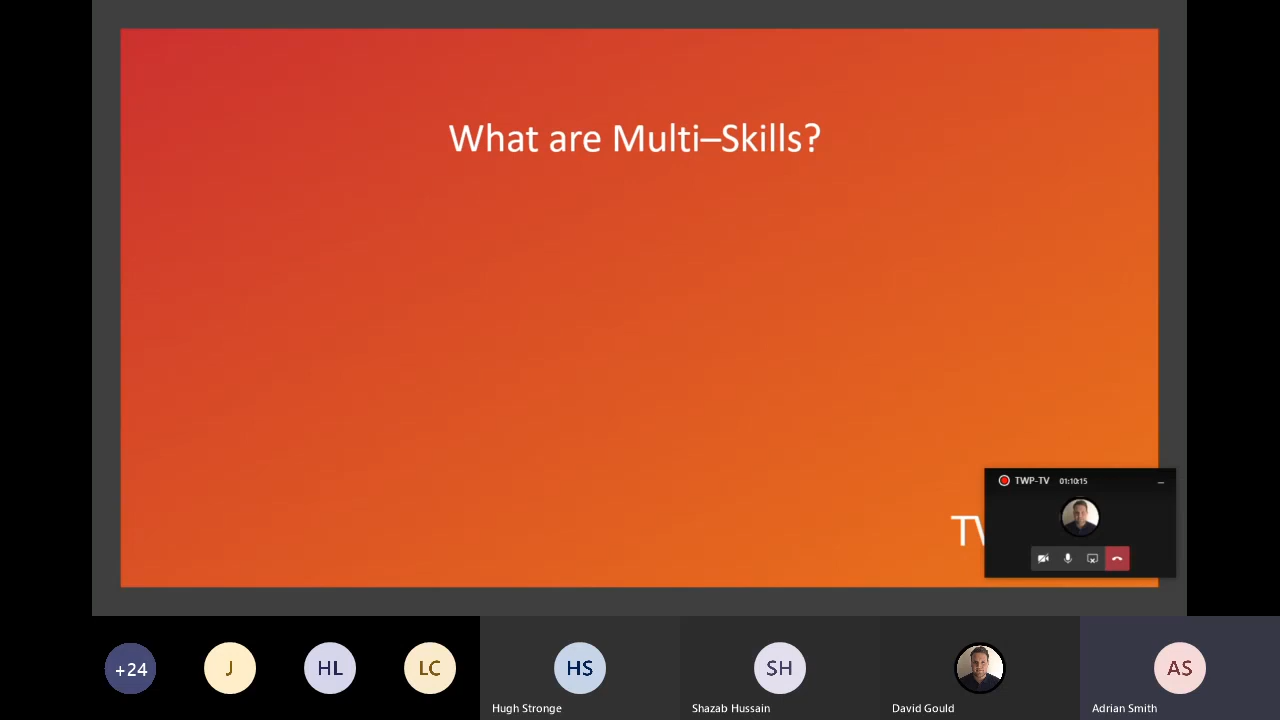 What are Multi–Skills?
TWP-TV 01:10:15
+24
J
HL
LC
HS
SH
AS
Hugh Stronge
Shazab Hussain
David Gould
Adrian Smith